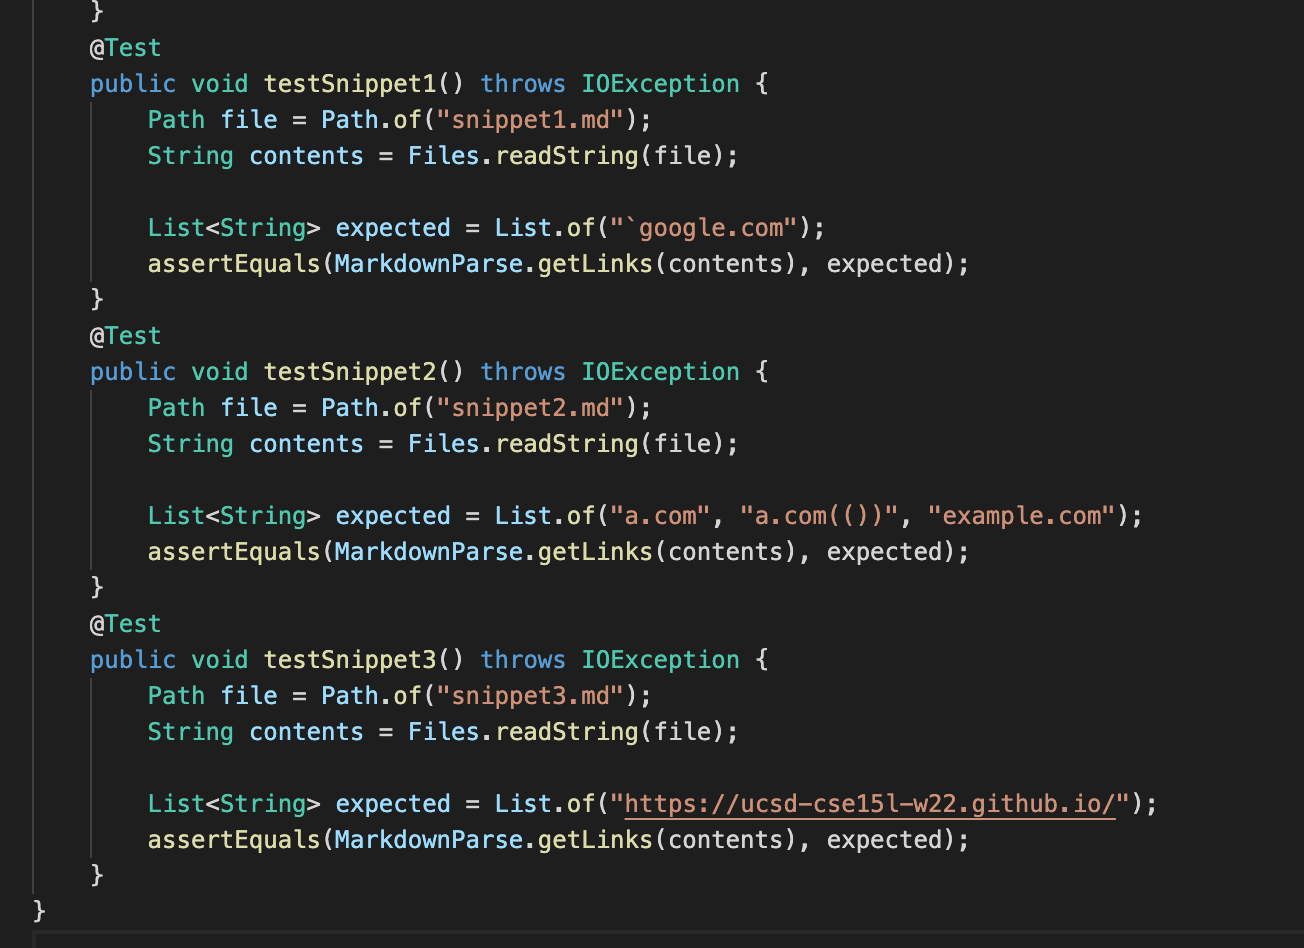 }
@Test
public void testSnippet1() throws IOException {
Path file = Path.of("snippet1.md");
String contents = Files.readString(file);
List<String> expected = List.of("`google.com");
assertEquals(MarkdownParse.getLinks(contents), expected);
}
@Test
public void testSnippet2() throws IOException {
Path file = Path.of("snippet2.md");
String contents = Files.readString(file);
List<String> expected = List.of("a.com", "a.com(())", "example.com");
assertEquals(MarkdownParse.getLinks(contents), expected);
}
@Test
public void testSnippet3() throws IOException {
Path file = Path.of("snippet3.md");
String contents = Files.readString(file);
List<String> expected = List.of("https://ucsd-cse15l-w22.github.io/");
assertEquals(MarkdownParse.getLinks(contents), expected);
}
}